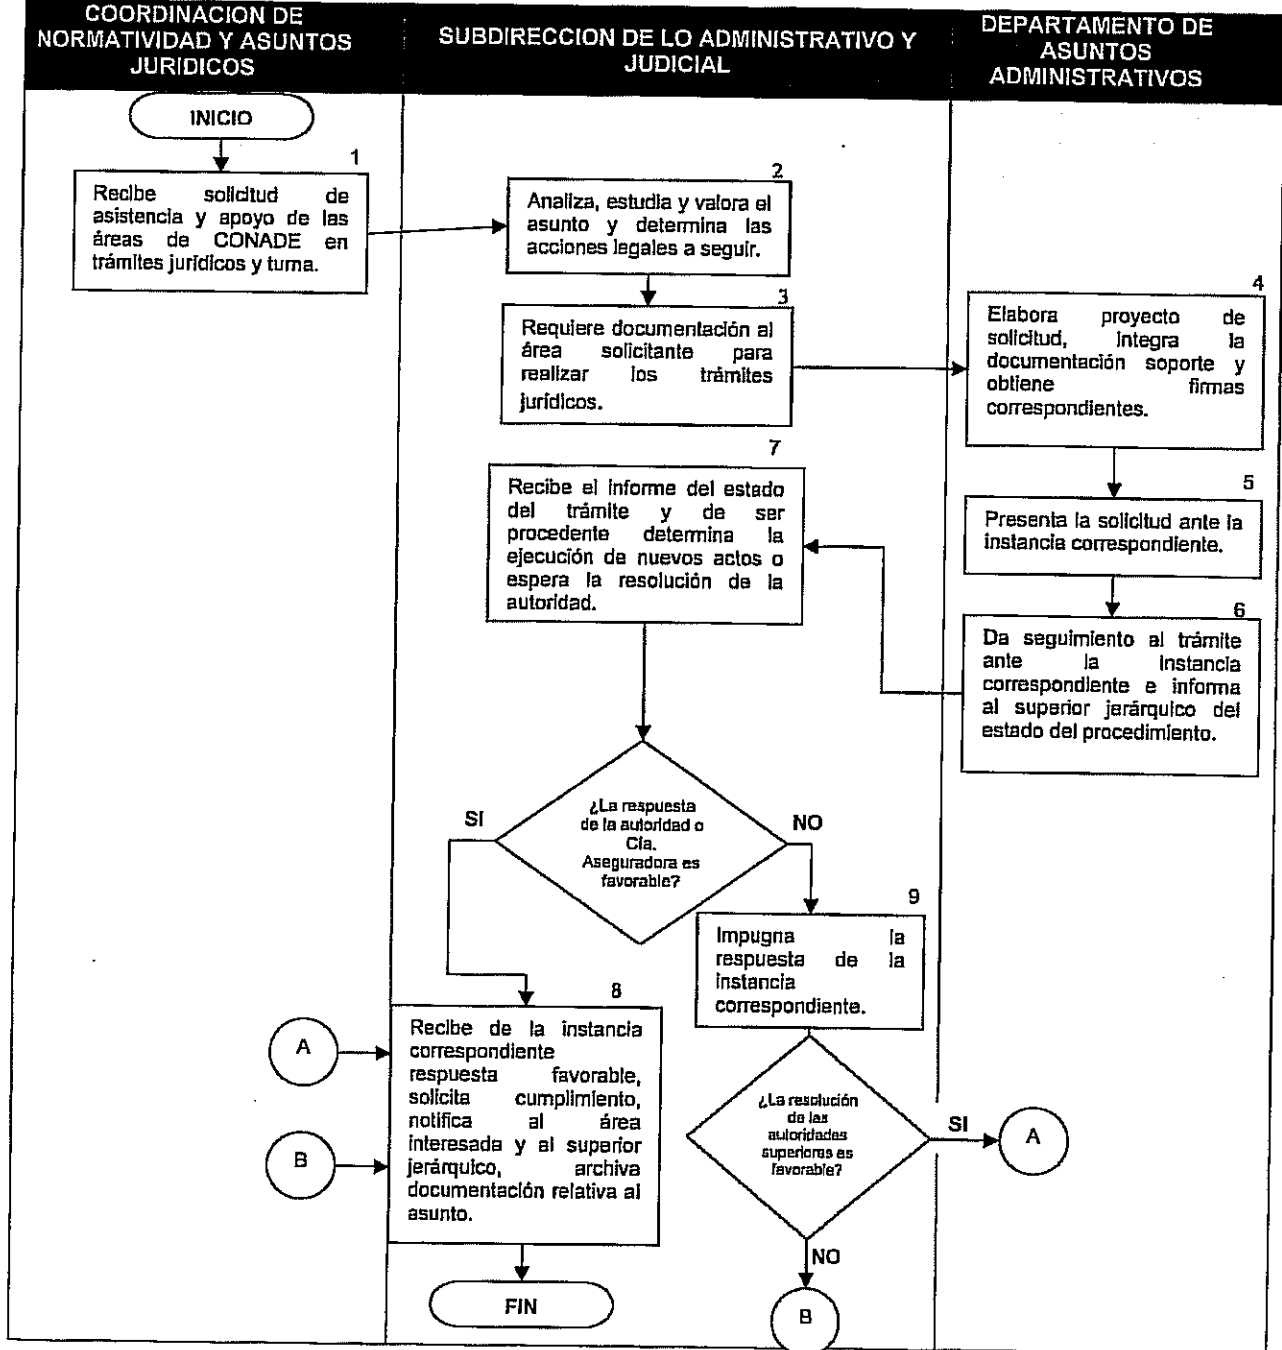 COORDINACION DE
NORMATIVIDAD Y ASUNTOS
JURIDICOS
SUBDIRECCION DE LO ADMINISTRATIVO Y
JUDICIAL
DEPARTAMENTO DE
ASUNTOS
ADMINISTRATIVOS
INICIO
1
Recibe solicitud de
asistencia y apoyo de las
áreas de CONADE en
trámites jurídicos y turna.
2
Analiza, estudia y valora el
asunto y determina las
acciones legales a seguir.
3
Requiere documentación al
área solicitante para
realizar los trámites
jurídicos.
4
Elabora proyecto de
solicitud, integra la
documentación soporte y
obtiene firmas
correspondientes.
5
Presenta la solicitud ante la
instancia correspondiente.
6
Da seguimiento al trámite
ante la instancia
correspondiente e informa
al superior jerárquico del
estado del procedimiento.
7
Recibe el informe del estado
del trámite y de ser
procedente determina la
ejecución de nuevos actos o
espera la resolución de la
autoridad.
¿La respuesta
de la autoridad o
Cía.
Aseguradora es
favorable?
SI
NO
9
Impugna la
respuesta de la
instancia
correspondiente.
8
Recibe de la instancia
correspondiente
respuesta favorable,
solicita cumplimiento,
notifica al área
interesada y al superior
jerárquico, archiva
documentación relativa al
asunto.
A
B
¿La resolución
de las
autoridades
superiores es
favorable?
SI
A
NO
B
FIN